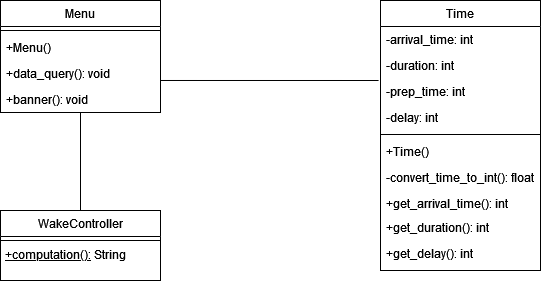 Menu
+Menu()
+data_query(): void
+banner(): void
Time
-arrival_time: int
-duration: int
-prep_time: int
-delay: int
+Time()
-convert_time_to_int(): float
+get_arrival_time(): int
+get_duration(): int
+get_delay(): int
WakeController
+computation(): String